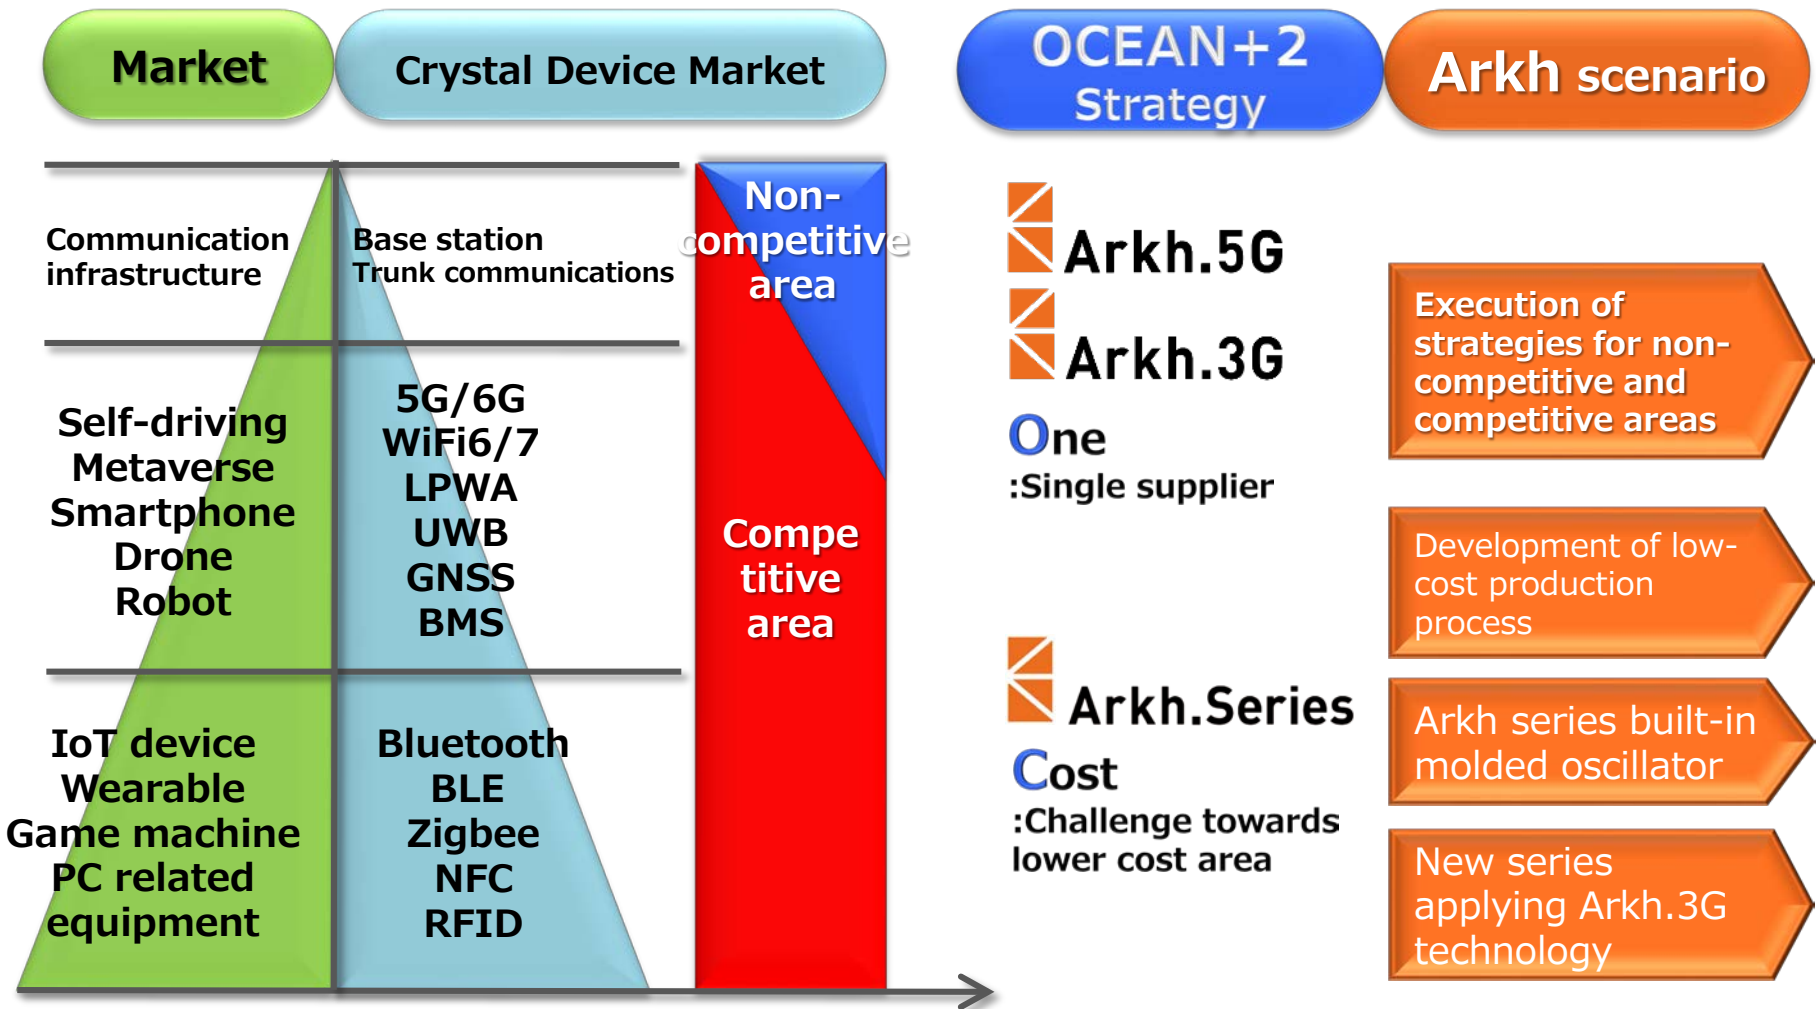 Market
Crystal Device Market
OCEAN+2
Strategy
Arkh scenario
Communication
infrastructure
Base station
Trunk communications
Non-
competitive
area
Self-driving
Metaverse
Smartphone
Drone
Robot
5G/6G
WiFi6/7
LPWA
UWB
GNSS
BMS
Compe
titive
area
IoT device
Wearable
Game machine
PC related
equipment
Bluetooth
BLE
Zigbee
NFC
RFID
Arkh.5G
Arkh.3G
One
:Single supplier
Arkh.Series
Cost
:Challenge towards
lower cost area
Execution of
strategies for non-
competitive and
competitive areas
Development of low-
cost production
process
Arkh series built-in
molded oscillator
New series
applying Arkh.3G
technology